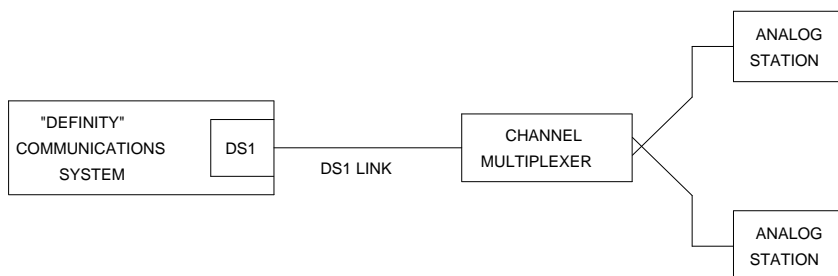 "DEFINITY"
COMMUNICATIONS
SYSTEM
DS1
DS1 LINK
CHANNEL
MULTIPLEXER
ANALOG
STATION
ANALOG
STATION